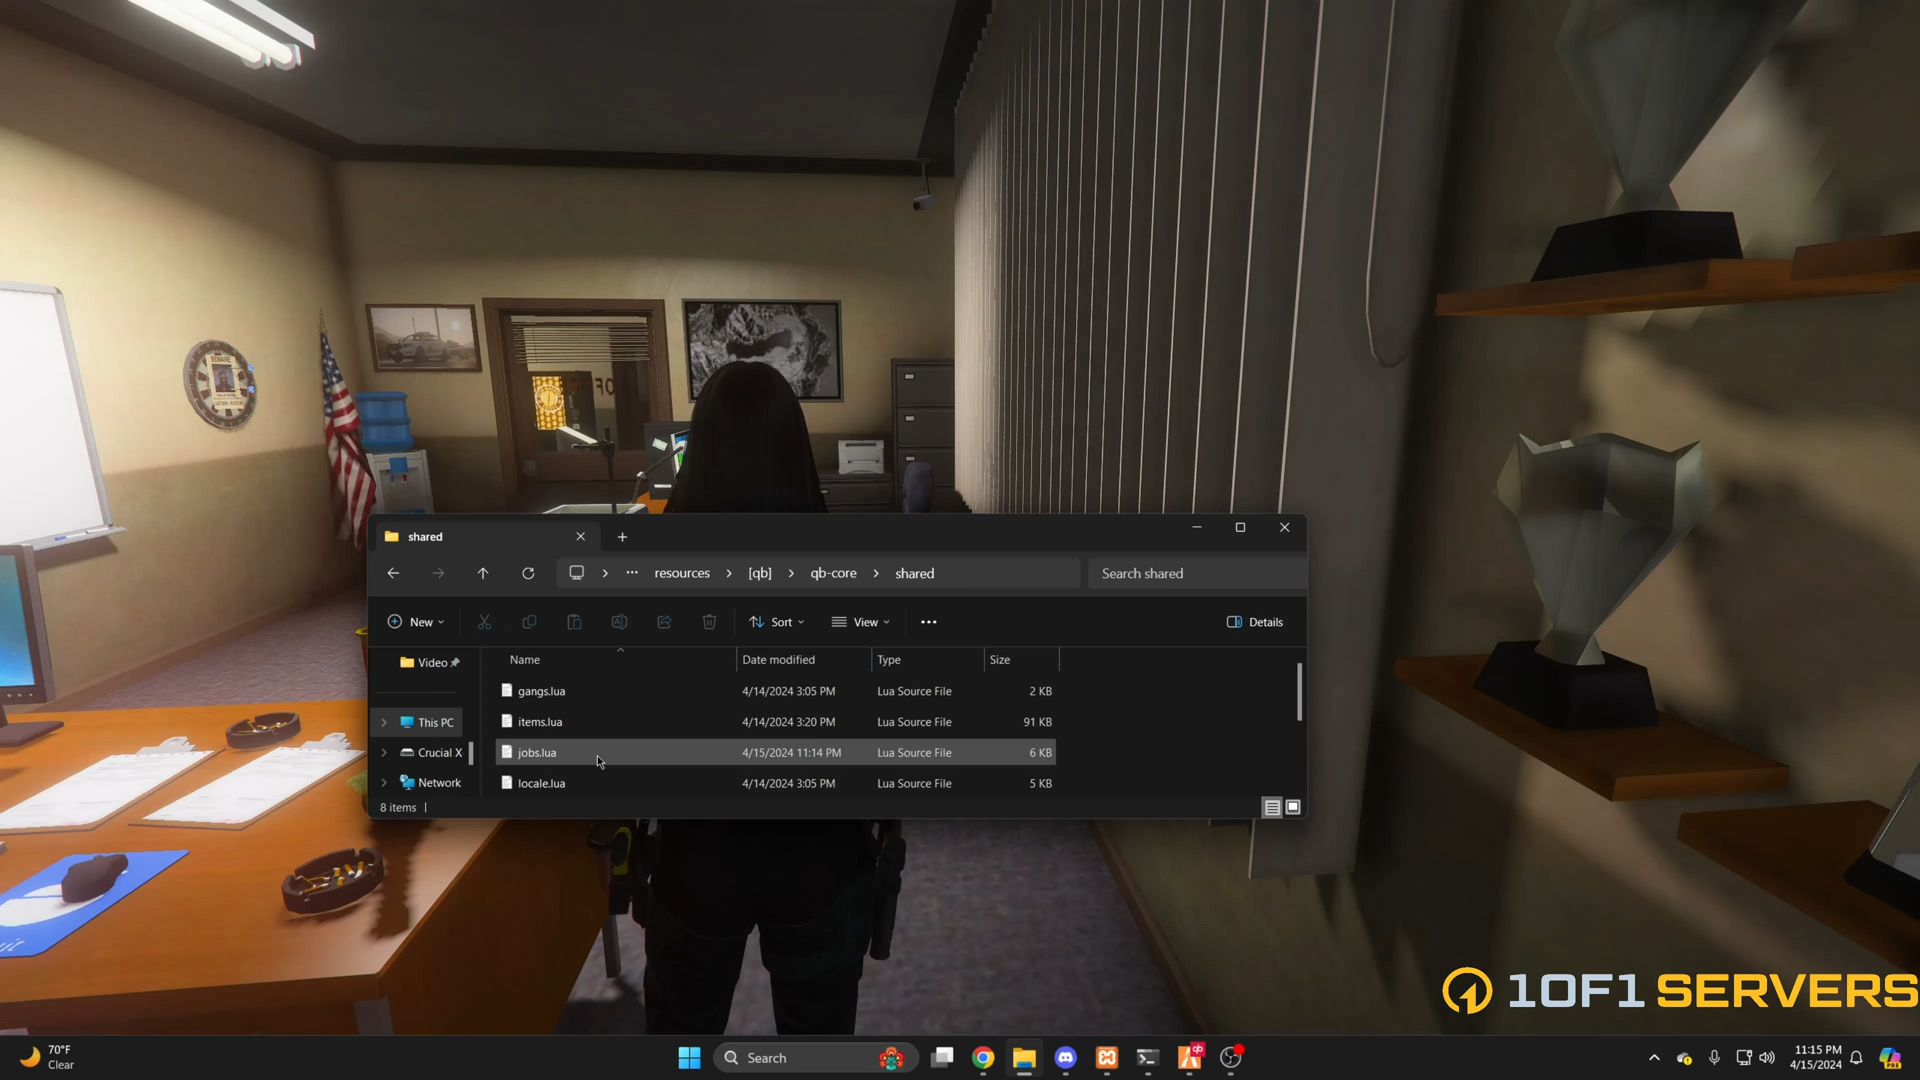 BEWARE
shared
resources
[qb]
qb-core
shared
Search shared
New
Sort
View
Details
Name
Date modified
Type
Size
Video
gangs.lua
4/14/2024 3:05 PM
Lua Source File
2 KB
This PC
items.lua
4/14/2024 3:20 PM
Lua Source File
91 KB
Crucial X
jobs.lua
4/15/2024 11:14 PM
Lua Source File
6 KB
Network
locale.lua
4/14/2024 3:05 PM
Lua Source File
5 KB
8 items
1OF1 SERVERS
70°F
Clear
Search
qb
11:15 PM
4/15/2024
PRE